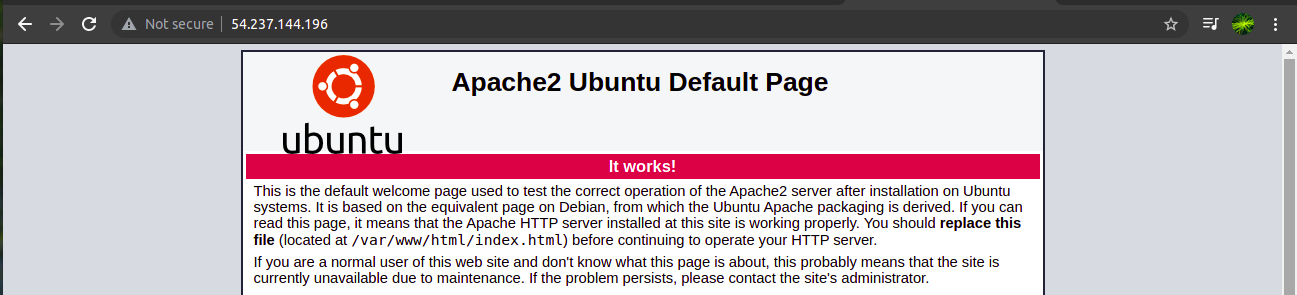 Not secure | 54.237.144.196
Apache2 Ubuntu Default Page
ubuntu
It works!
This is the default welcome page used to test the correct operation of the Apache2 server after installation on Ubuntu
systems. It is based on the equivalent page on Debian, from which the Ubuntu Apache packaging is derived. If you can
read this page, it means that the Apache HTTP server installed at this site is working properly. You should replace this
file (located at /var/www/html/index.html) before continuing to operate your HTTP server.
If you are a normal user of this web site and don't know what this page is about, this probably means that the site is
currently unavailable due to maintenance. If the problem persists, please contact the site's administrator.